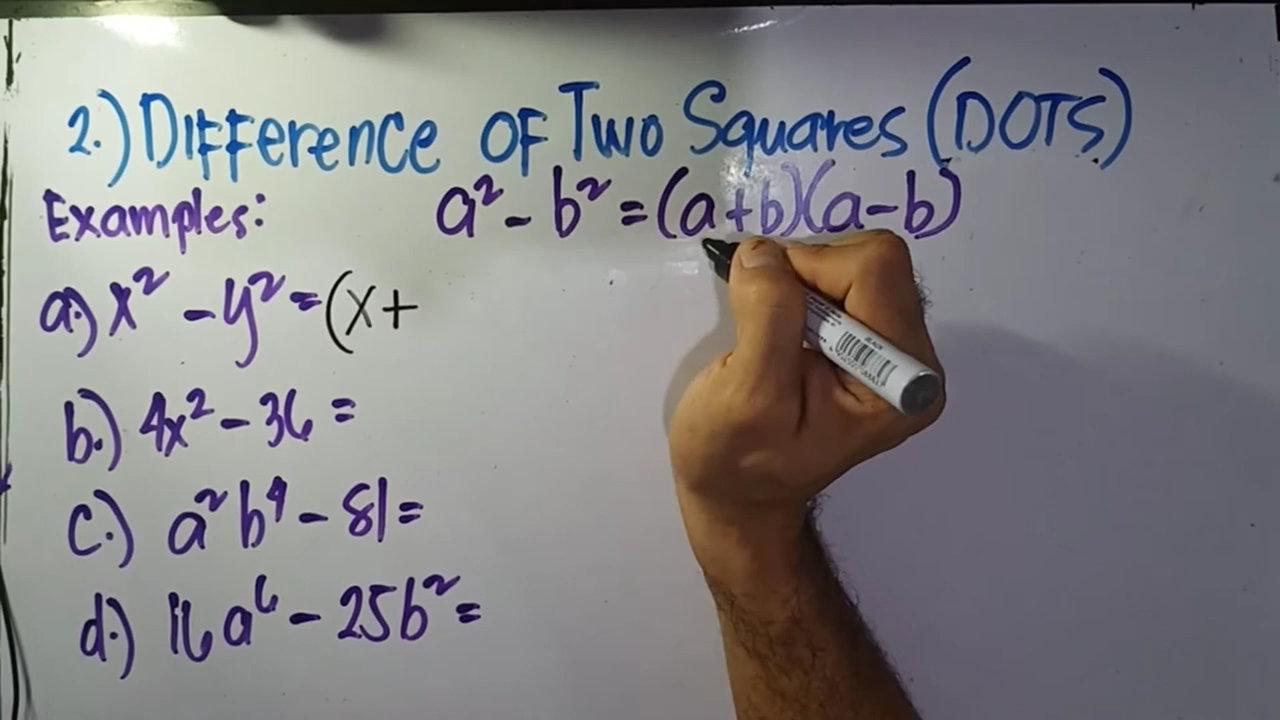 2.) Difference of Two Squares (DOTS)
Examples: a² - b² = (a+b)(a-b)
a.) x² - y² = (x+
b.) 4x² - 36 =
c.) a²b⁴ - 81 =
d.) 16a⁶ - 25b² =